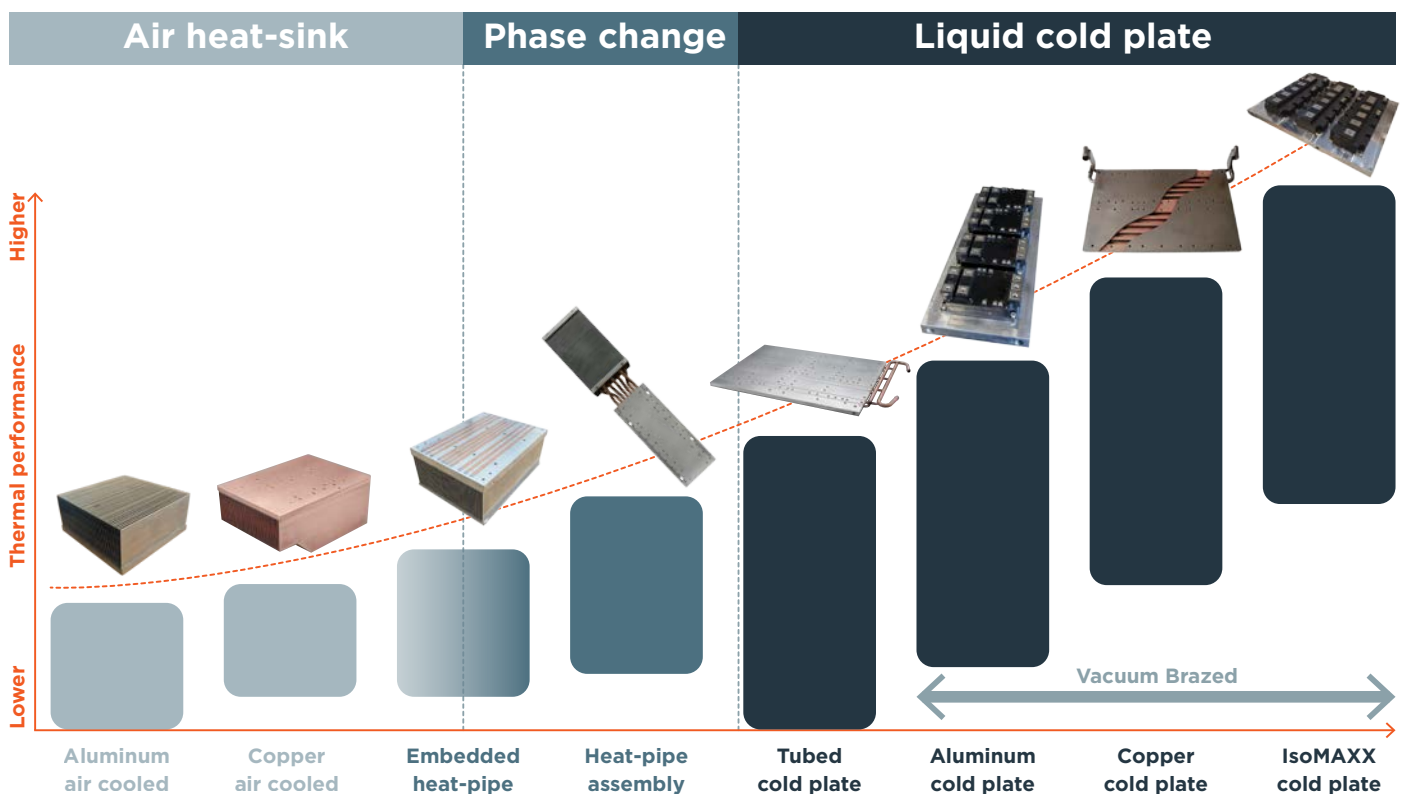 Air heat-sink
Phase change
Liquid cold plate
Higher
Thermal performance
Lower
Vacuum Brazed
Aluminum
air cooled
Copper
air cooled
Embedded
heat-pipe
Heat-pipe
assembly
Tubed
cold plate
Aluminum
cold plate
Copper
cold plate
IsoMAXX
cold plate